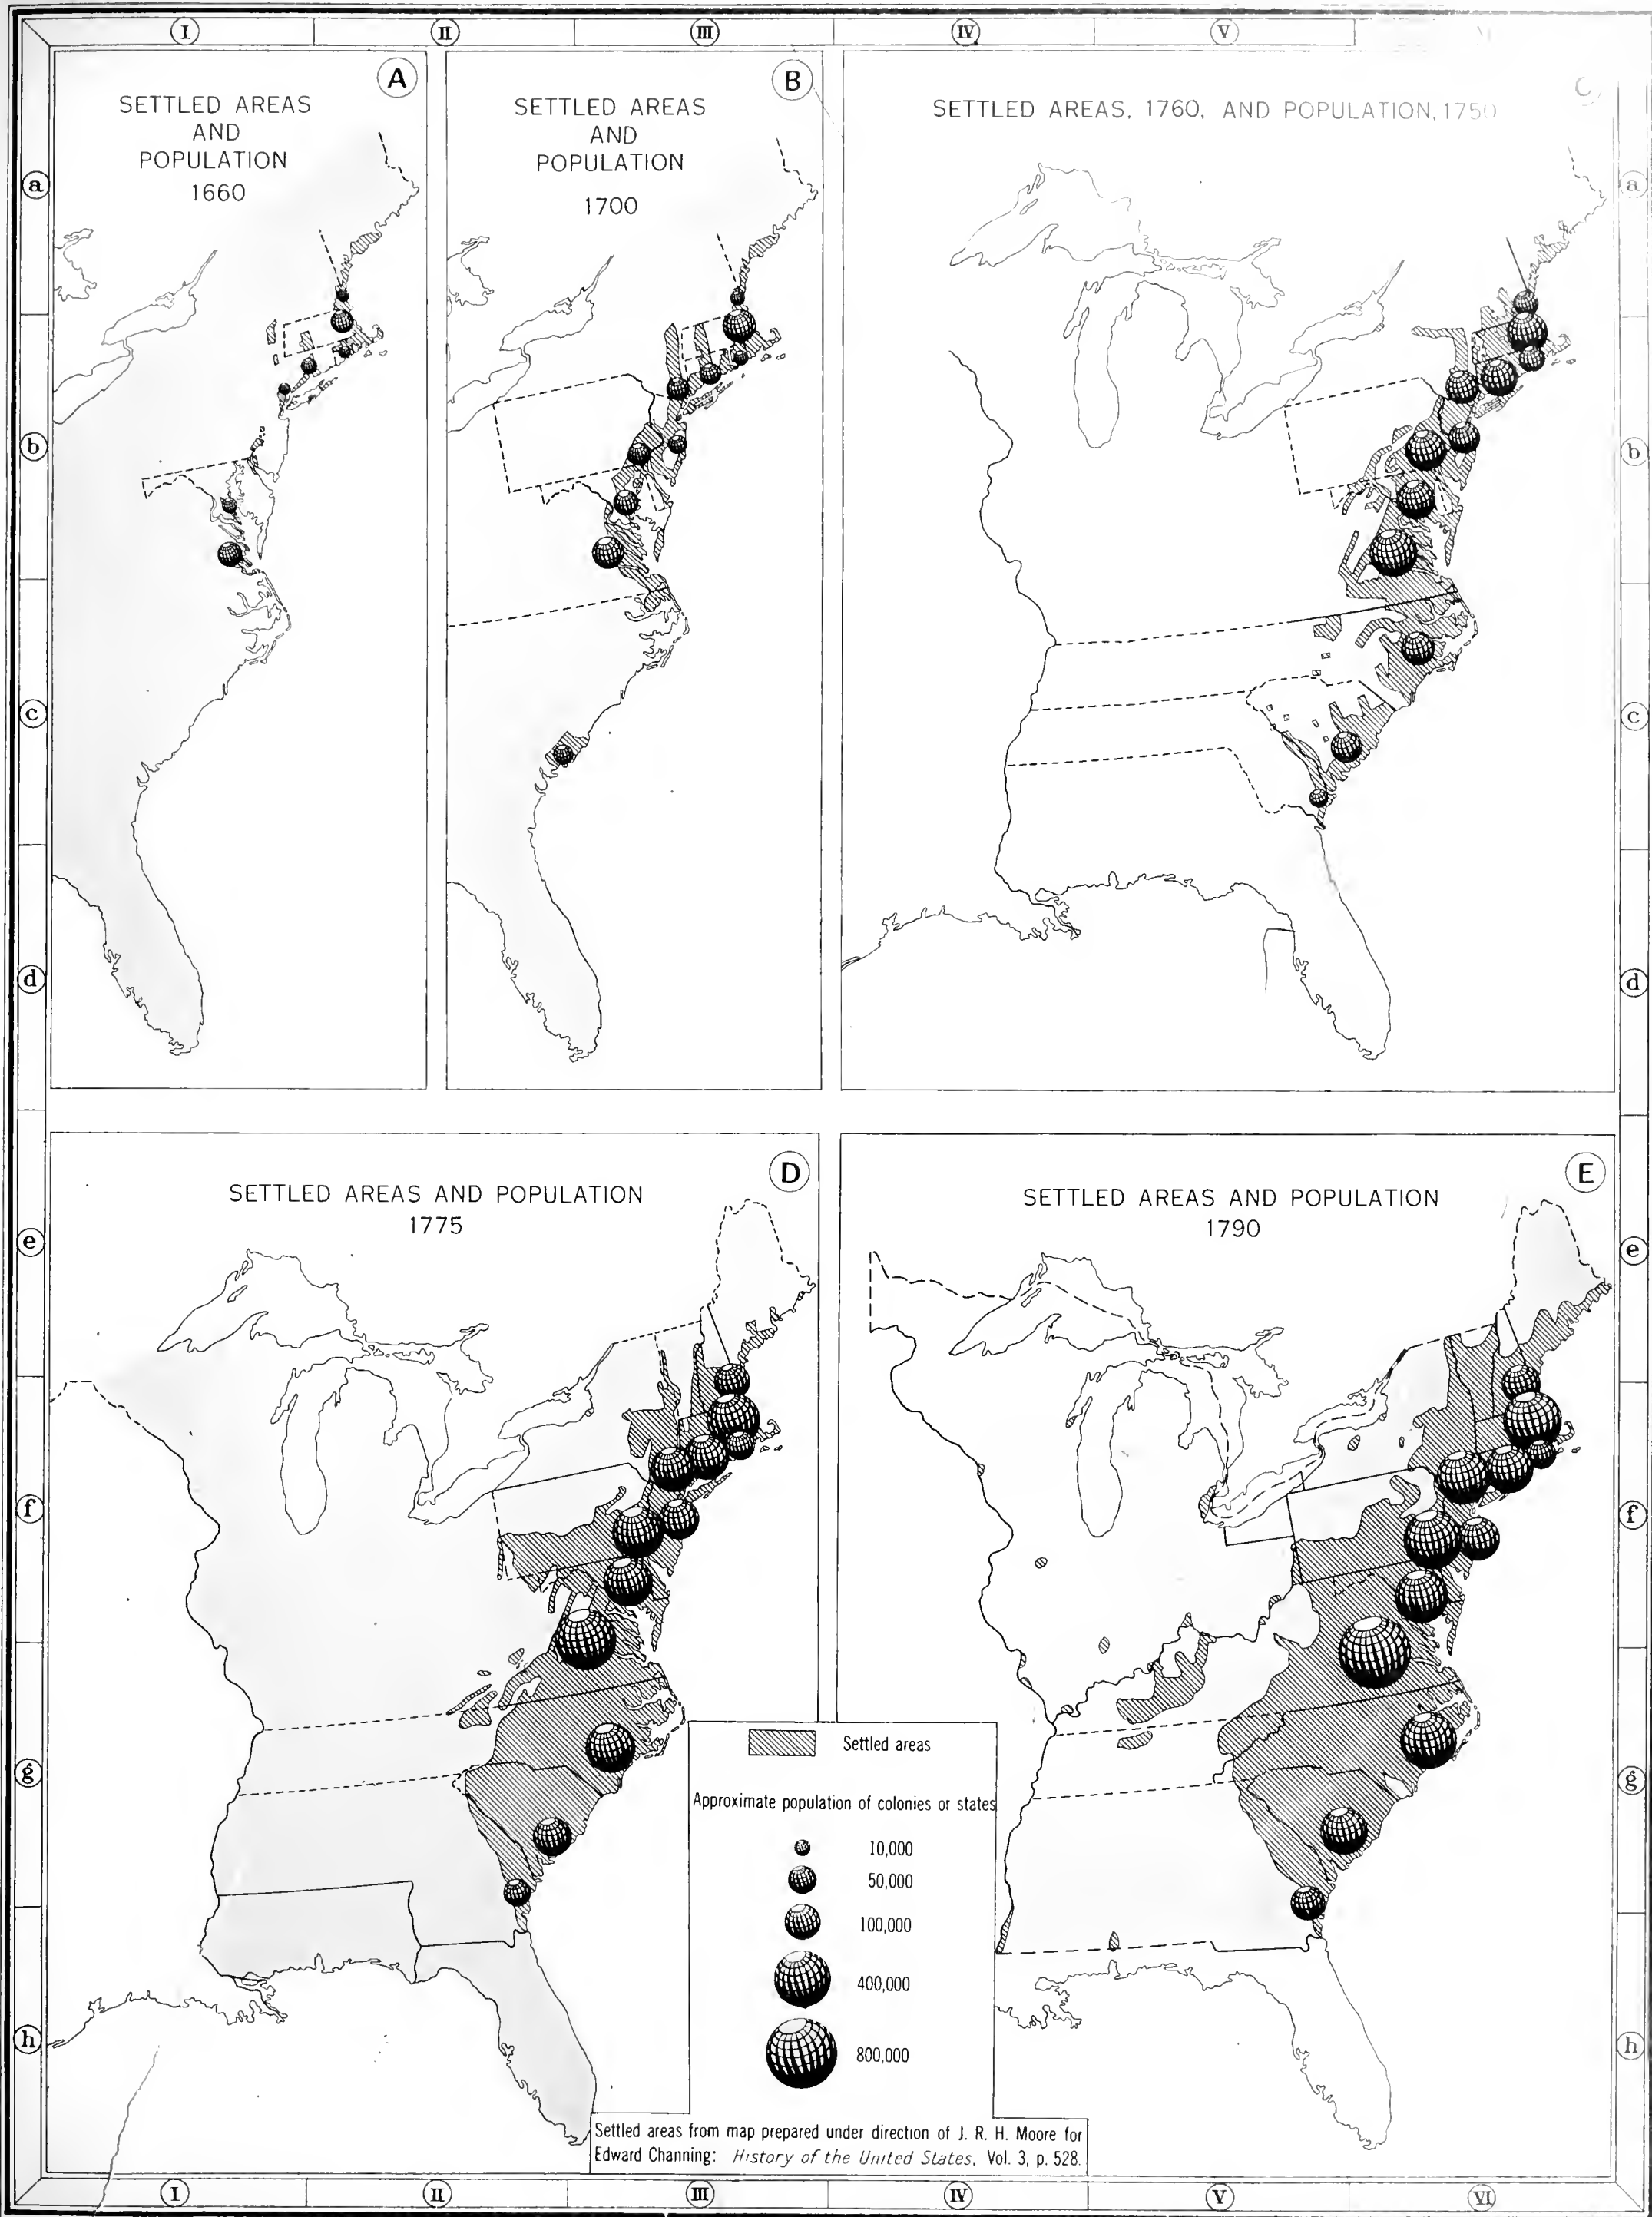 I
II
III
IV
V
A
SETTLED AREAS
AND
POPULATION
1660
B
SETTLED AREAS
AND
POPULATION
1700
C
SETTLED AREAS, 1760, AND POPULATION, 1750
a
b
c
d
a
b
c
d
D
SETTLED AREAS AND POPULATION
1775
E
SETTLED AREAS AND POPULATION
1790
e
f
g
h
e
f
g
h
Settled areas
Approximate population of colonies or states
10,000
50,000
100,000
400,000
800,000
Settled areas from map prepared under direction of J. R. H. Moore for
Edward Channing: History of the United States, Vol. 3, p. 528.
I
II
III
IV
V
VI